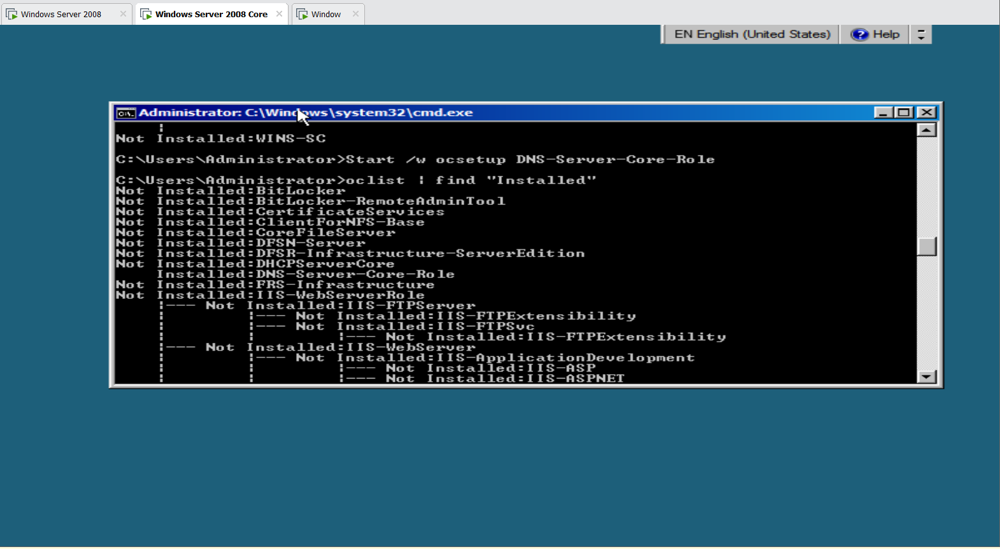 Windows Server 2008
Windows Server 2008 Core
Window
EN English (United States)
Help
Administrator: C:\Windows\system32\cmd.exe
Not Installed:WINS-SC
C:\Users\Administrator>Start /w ocsetup DNS-Server-Core-Role
C:\Users\Administrator>oclist | find "Installed"
Not Installed:BitLocker
Not Installed:BitLocker-RemoteAdminTool
Not Installed:CertificateServices
Not Installed:ClientForNFS-Base
Not Installed:CoreFileServer
Not Installed:DFSN-Server
Not Installed:DFSR-Infrastructure-ServerEdition
Not Installed:DHCPServerCore
Installed:DNS-Server-Core-Role
Not Installed:FRS-Infrastructure
Not Installed:IIS-WebServerRole
|--- Not Installed:IIS-FTPServer
| |--- Not Installed:IIS-FTPExtensibility
| |--- Not Installed:IIS-FTPSvc
| | |--- Not Installed:IIS-FTPExtensibility
|--- Not Installed:IIS-WebServer
| |--- Not Installed:IIS-ApplicationDevelopment
| | |--- Not Installed:IIS-ASP
| | |--- Not Installed:IIS-ASPNET